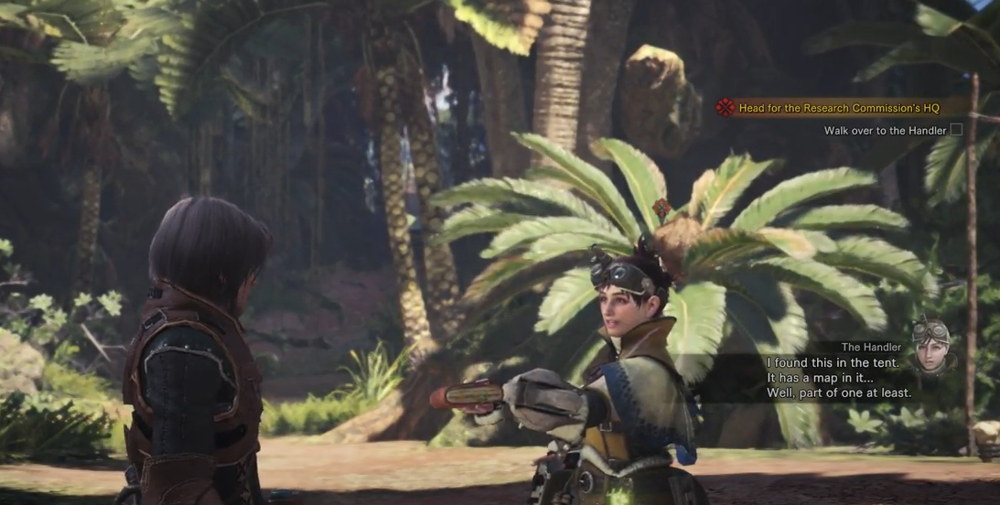 Head for the Research Commission's HQ
Walk over to the Handler
The Handler
I found this in the tent.
It has a map in it...
Well, part of one at least.